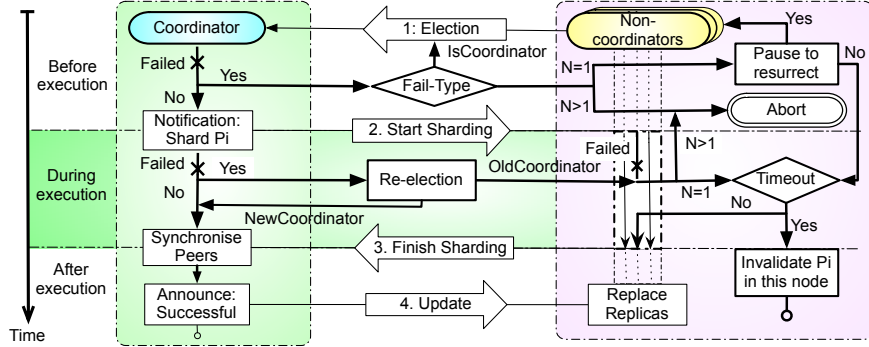 Coordinator
1: Election
Non-
coordinators
Yes
IsCoordinator
Before
execution
Failed
Yes
Fail-Type
N=1
Pause to
resurrect
No
No
N>1
Abort
Notification:
Shard Pi
2. Start Sharding
Failed
N>1
During
execution
Failed
Yes
No
Re-election
OldCoordinator
N=1
Timeout
NewCoordinator
No
Yes
Synchronise
Peers
3. Finish Sharding
After
execution
Invalidate Pi
in this node
Announce:
Successful
4. Update
Replace
Replicas
Time